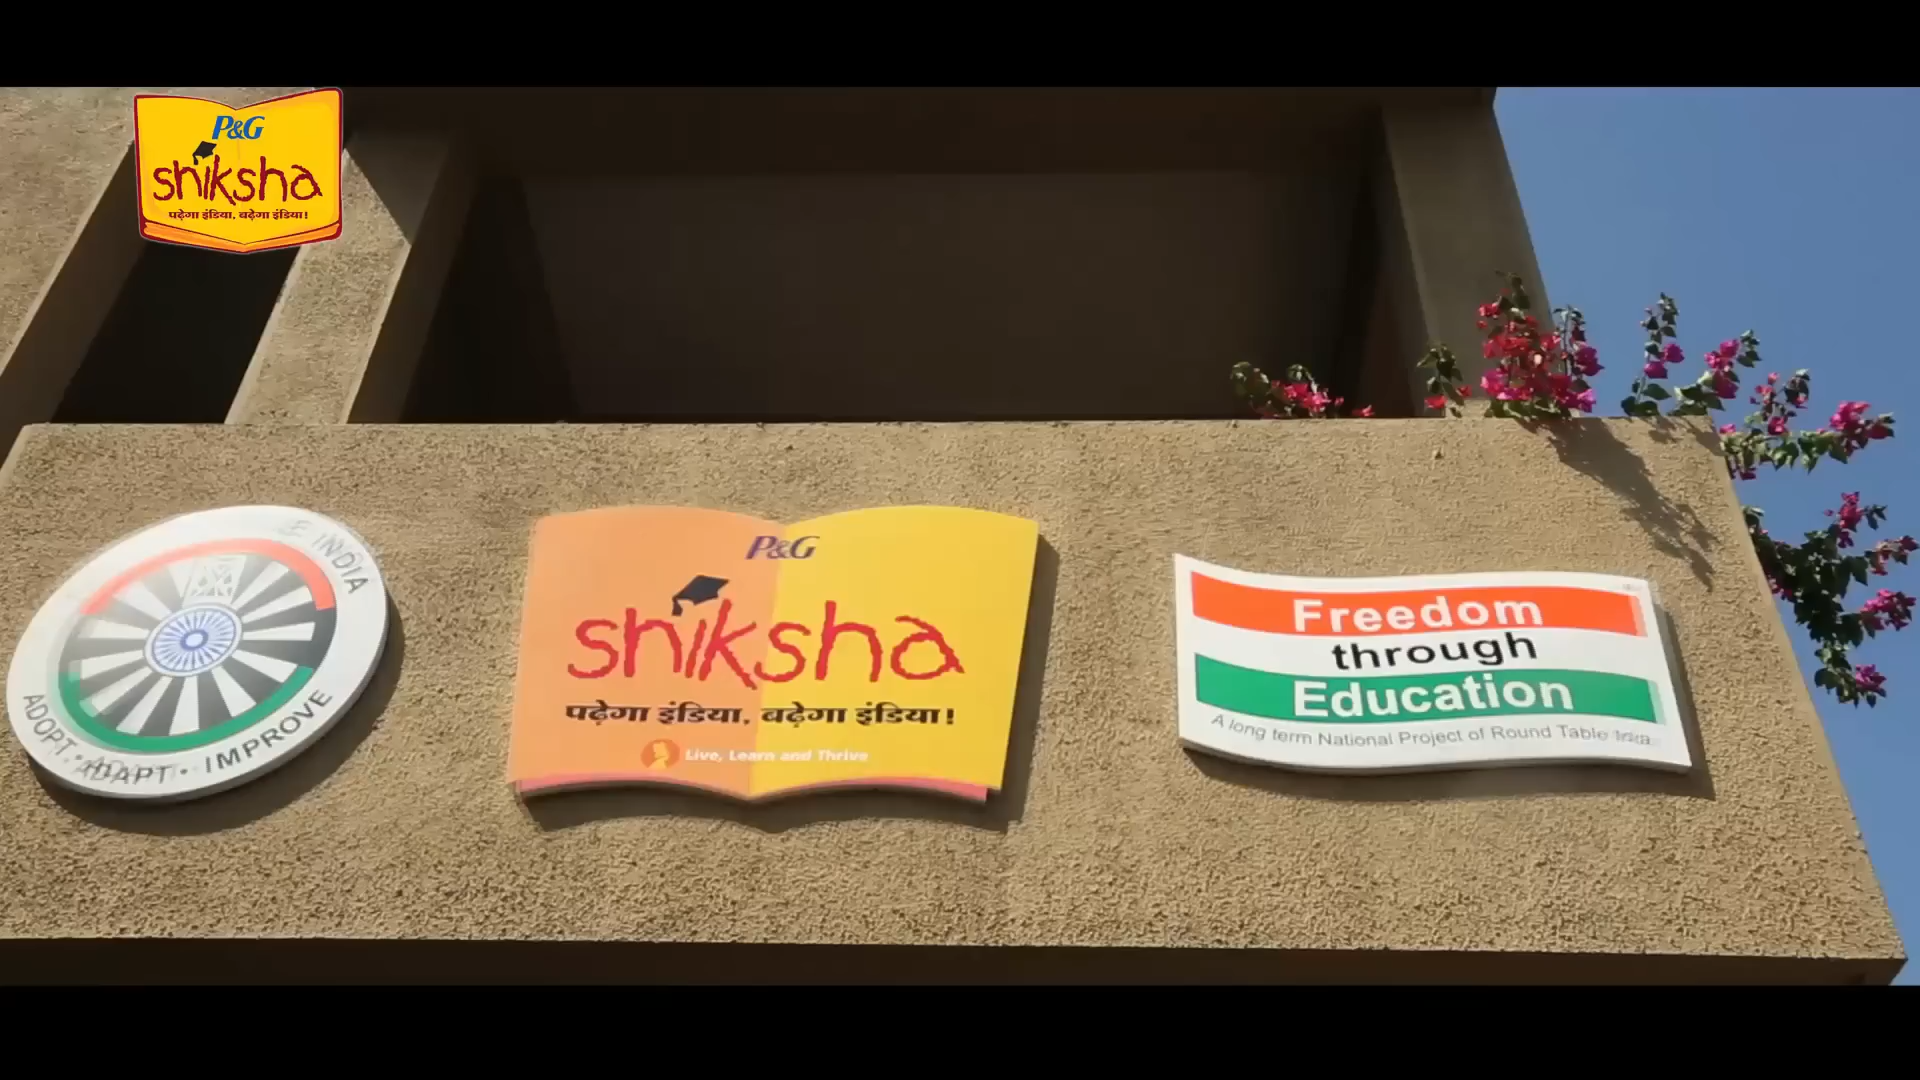 P&G
shiksha
पढ़ेगा इंडिया, बढ़ेगा इंडिया!
E INDIA
ADOPT • ADAPT • IMPROVE
P&G
shiksha
पढ़ेगा इंडिया, बढ़ेगा इंडिया!
Live, Learn and Thrive
Freedom
through
Education
A long term National Project of Round Table India